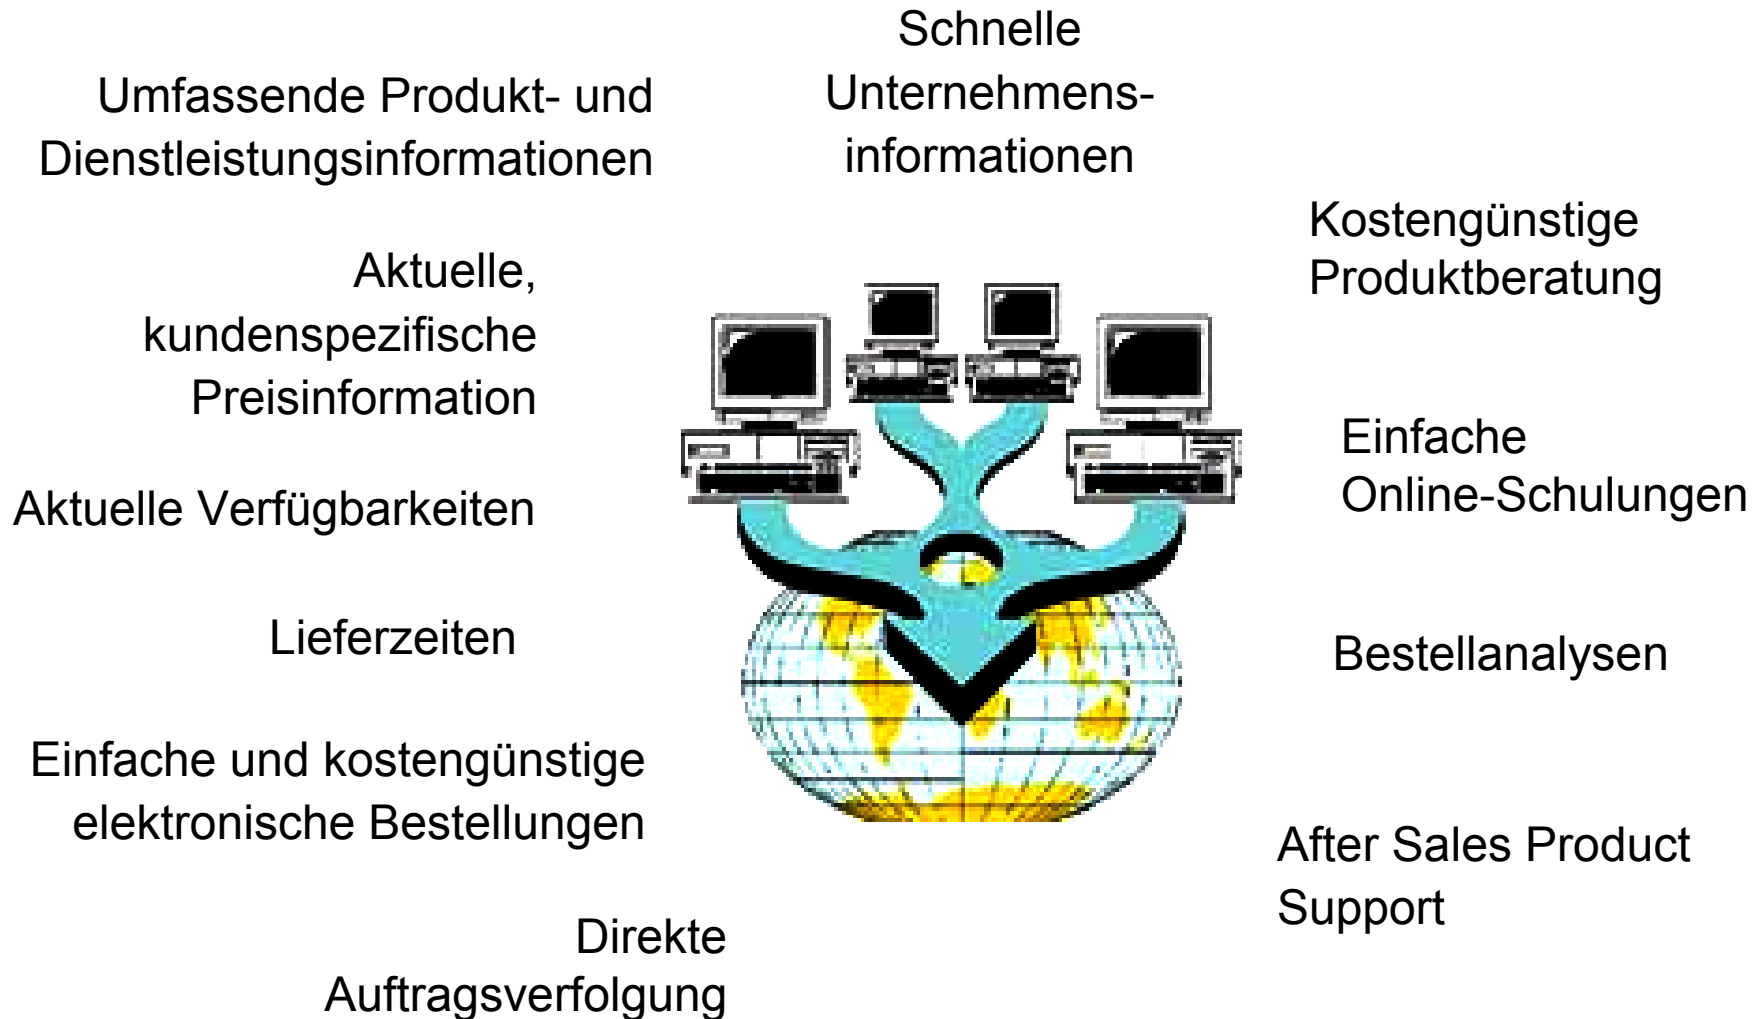 Schnelle
Unternehmens-
informationen
Umfassende Produkt- und
Dienstleistungsinformationen
Kostengünstige
Produktberatung
Aktuelle,
kundenspezifische
Preisinformation
Einfache
Online-Schulungen
Aktuelle Verfügbarkeiten
Lieferzeiten
Bestellanalysen
Einfache und kostengünstige
elektronische Bestellungen
After Sales Product
Support
Direkte
Auftragsverfolgung